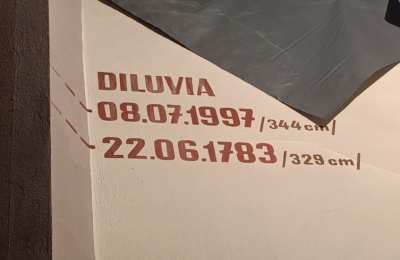 DILUVIA
08.07.1997 /344 cm/
22.06.1783 /329 cm/